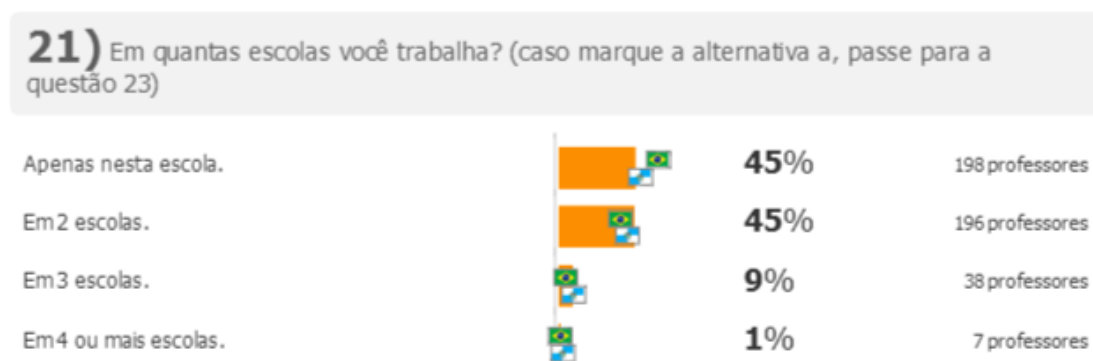 21) Em quantas escolas você trabalha? (caso marque a alternativa a, passe para a
questão 23)
Apenas nesta escola. 45% 198 professores
Em 2 escolas. 45% 196 professores
Em 3 escolas. 9% 38 professores
Em 4 ou mais escolas. 1% 7 professores